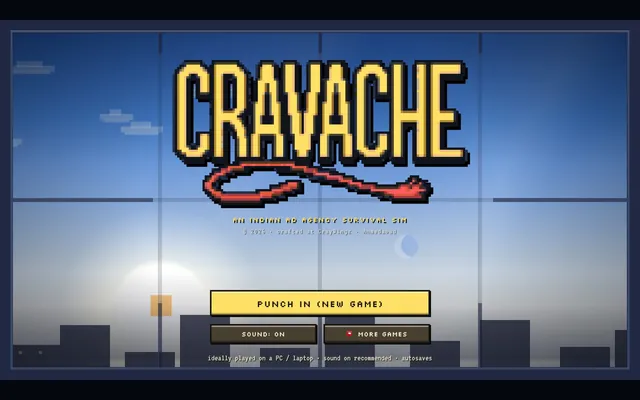 CRAVACHE
AN INDIAN AD AGENCY SURVIVAL SIM
PUNCH IN (NEW GAME)
SOUND: ON
MORE GAMES
ideally played on a PC / laptop · sound on recommended · autosaves